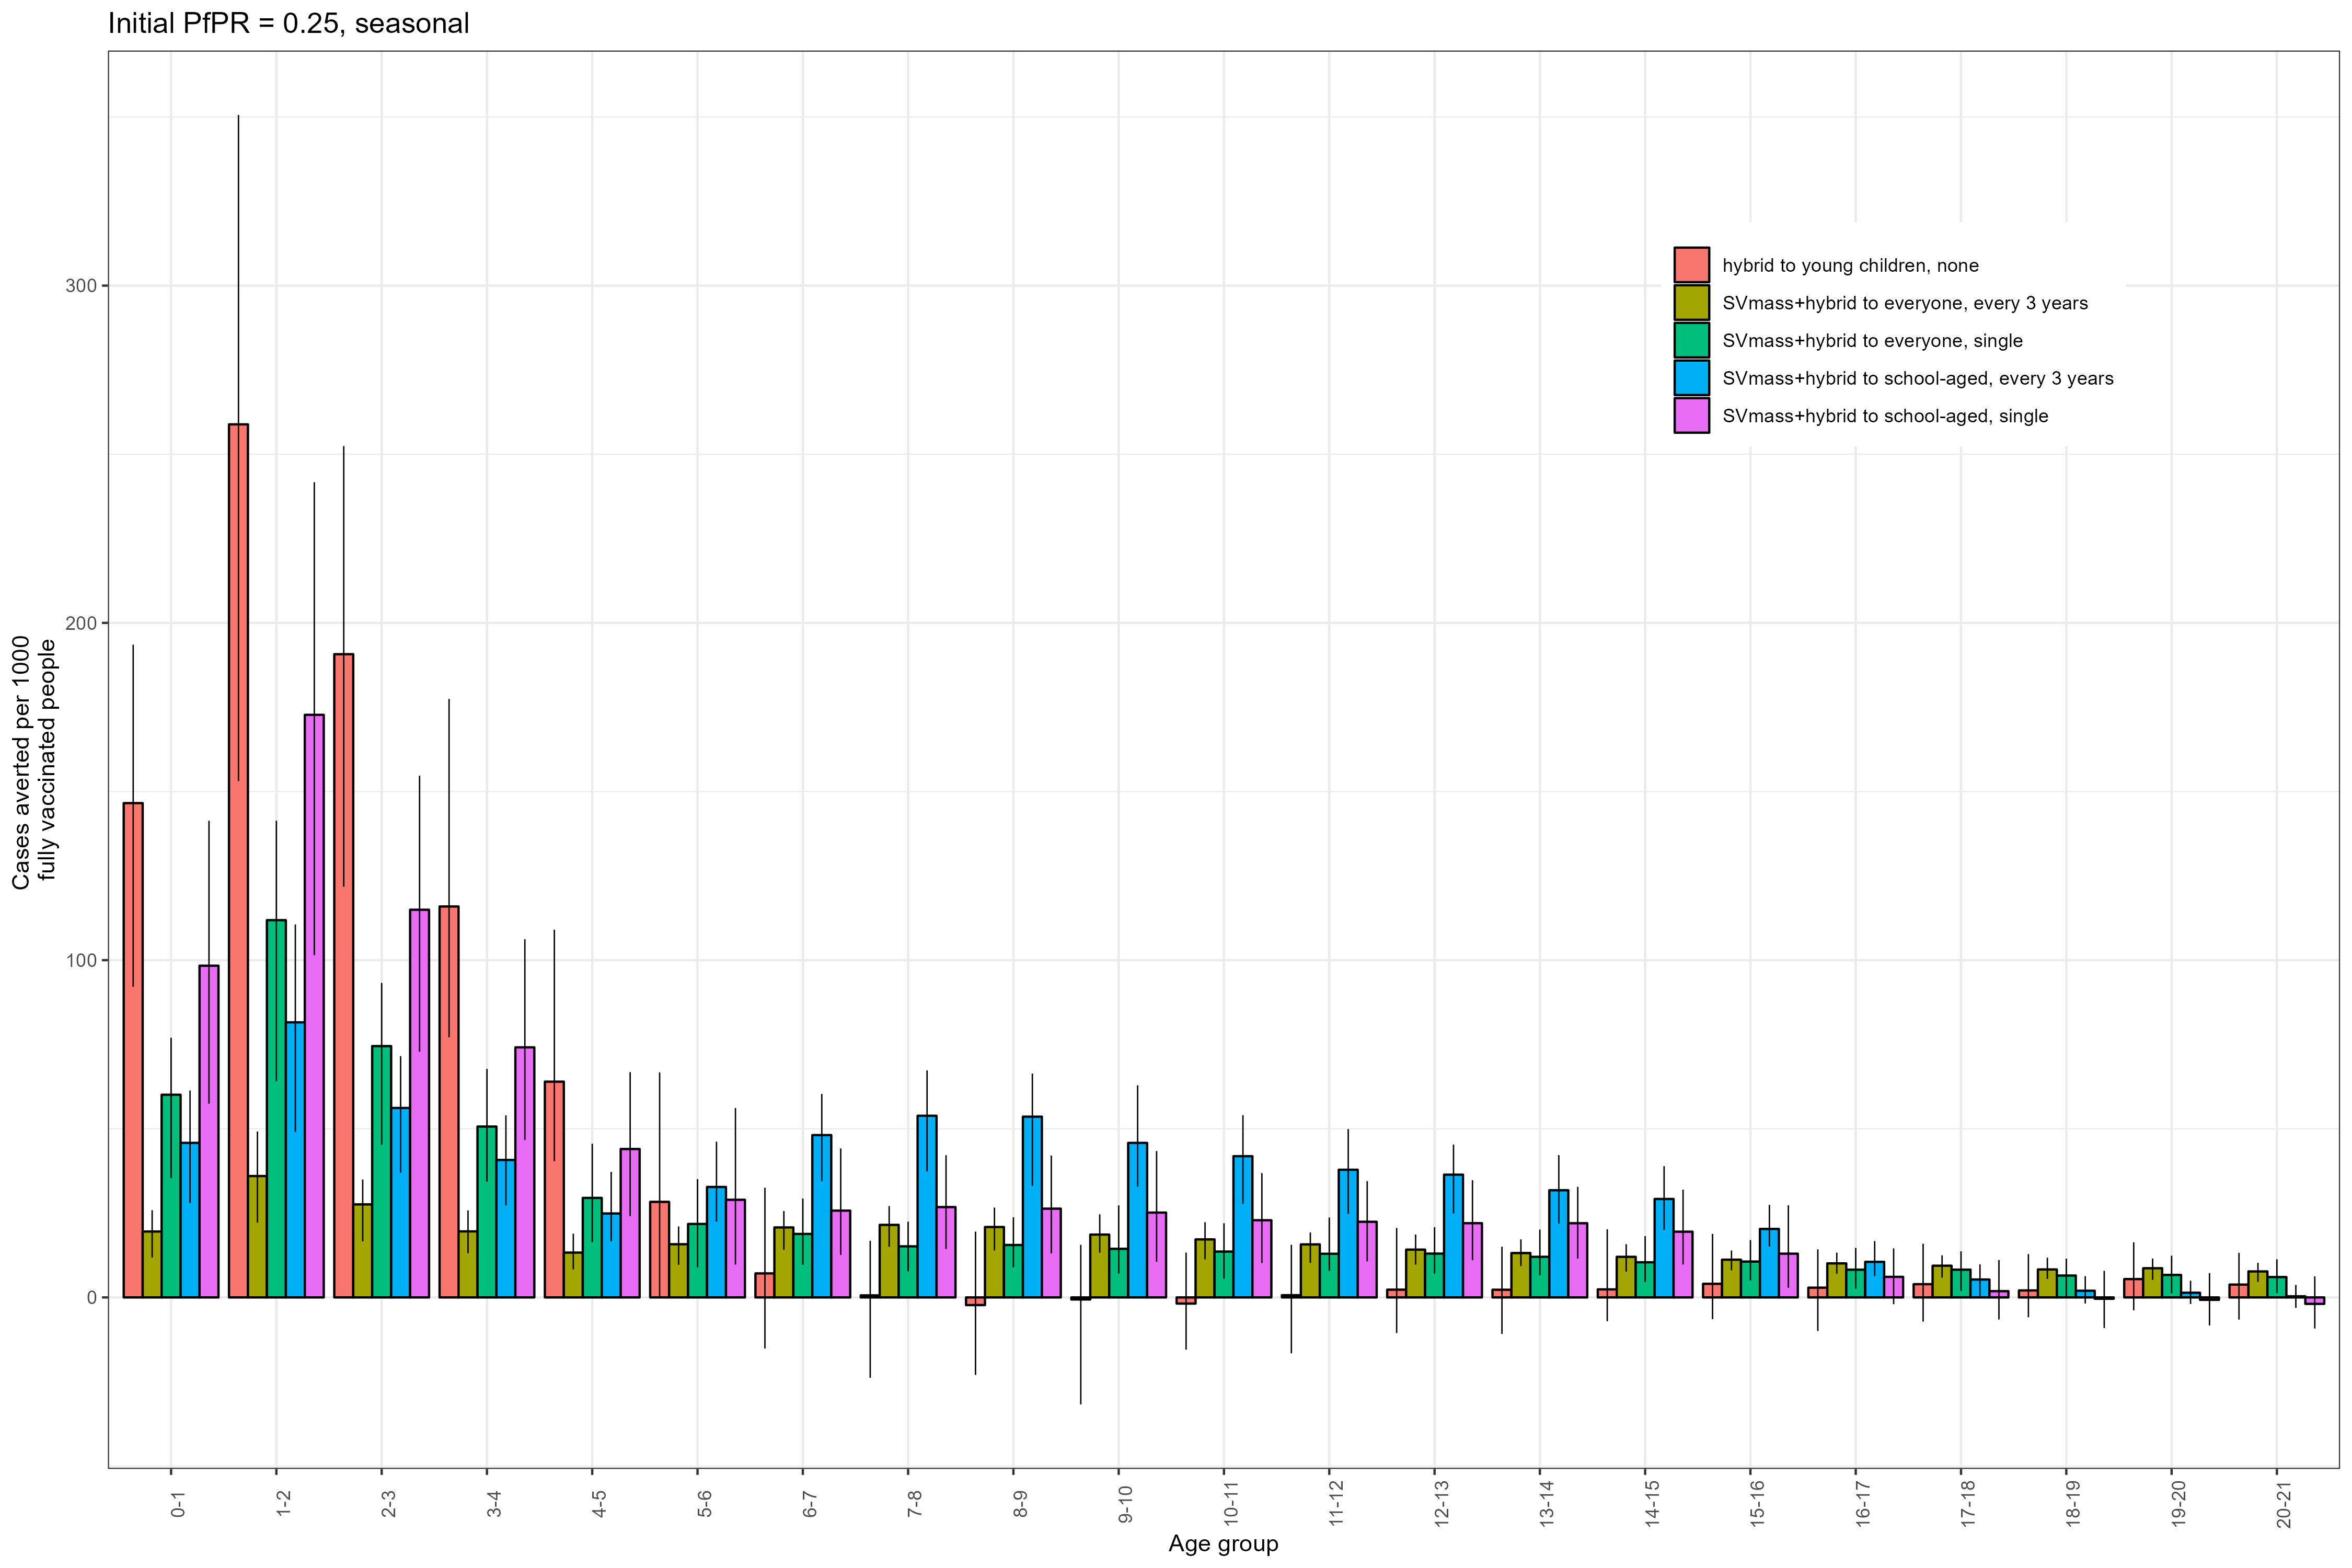 Initial PfPR = 0.25, seasonal
Cases averted per 1000
fully vaccinated people
300
200
100
0
hybrid to young children, none
SVmass+hybrid to everyone, every 3 years
SVmass+hybrid to everyone, single
SVmass+hybrid to school-aged, every 3 years
SVmass+hybrid to school-aged, single
0-1
1-2
2-3
3-4
4-5
5-6
6-7
7-8
8-9
9-10
10-11
11-12
12-13
13-14
14-15
15-16
16-17
17-18
18-19
19-20
20-21
Age group